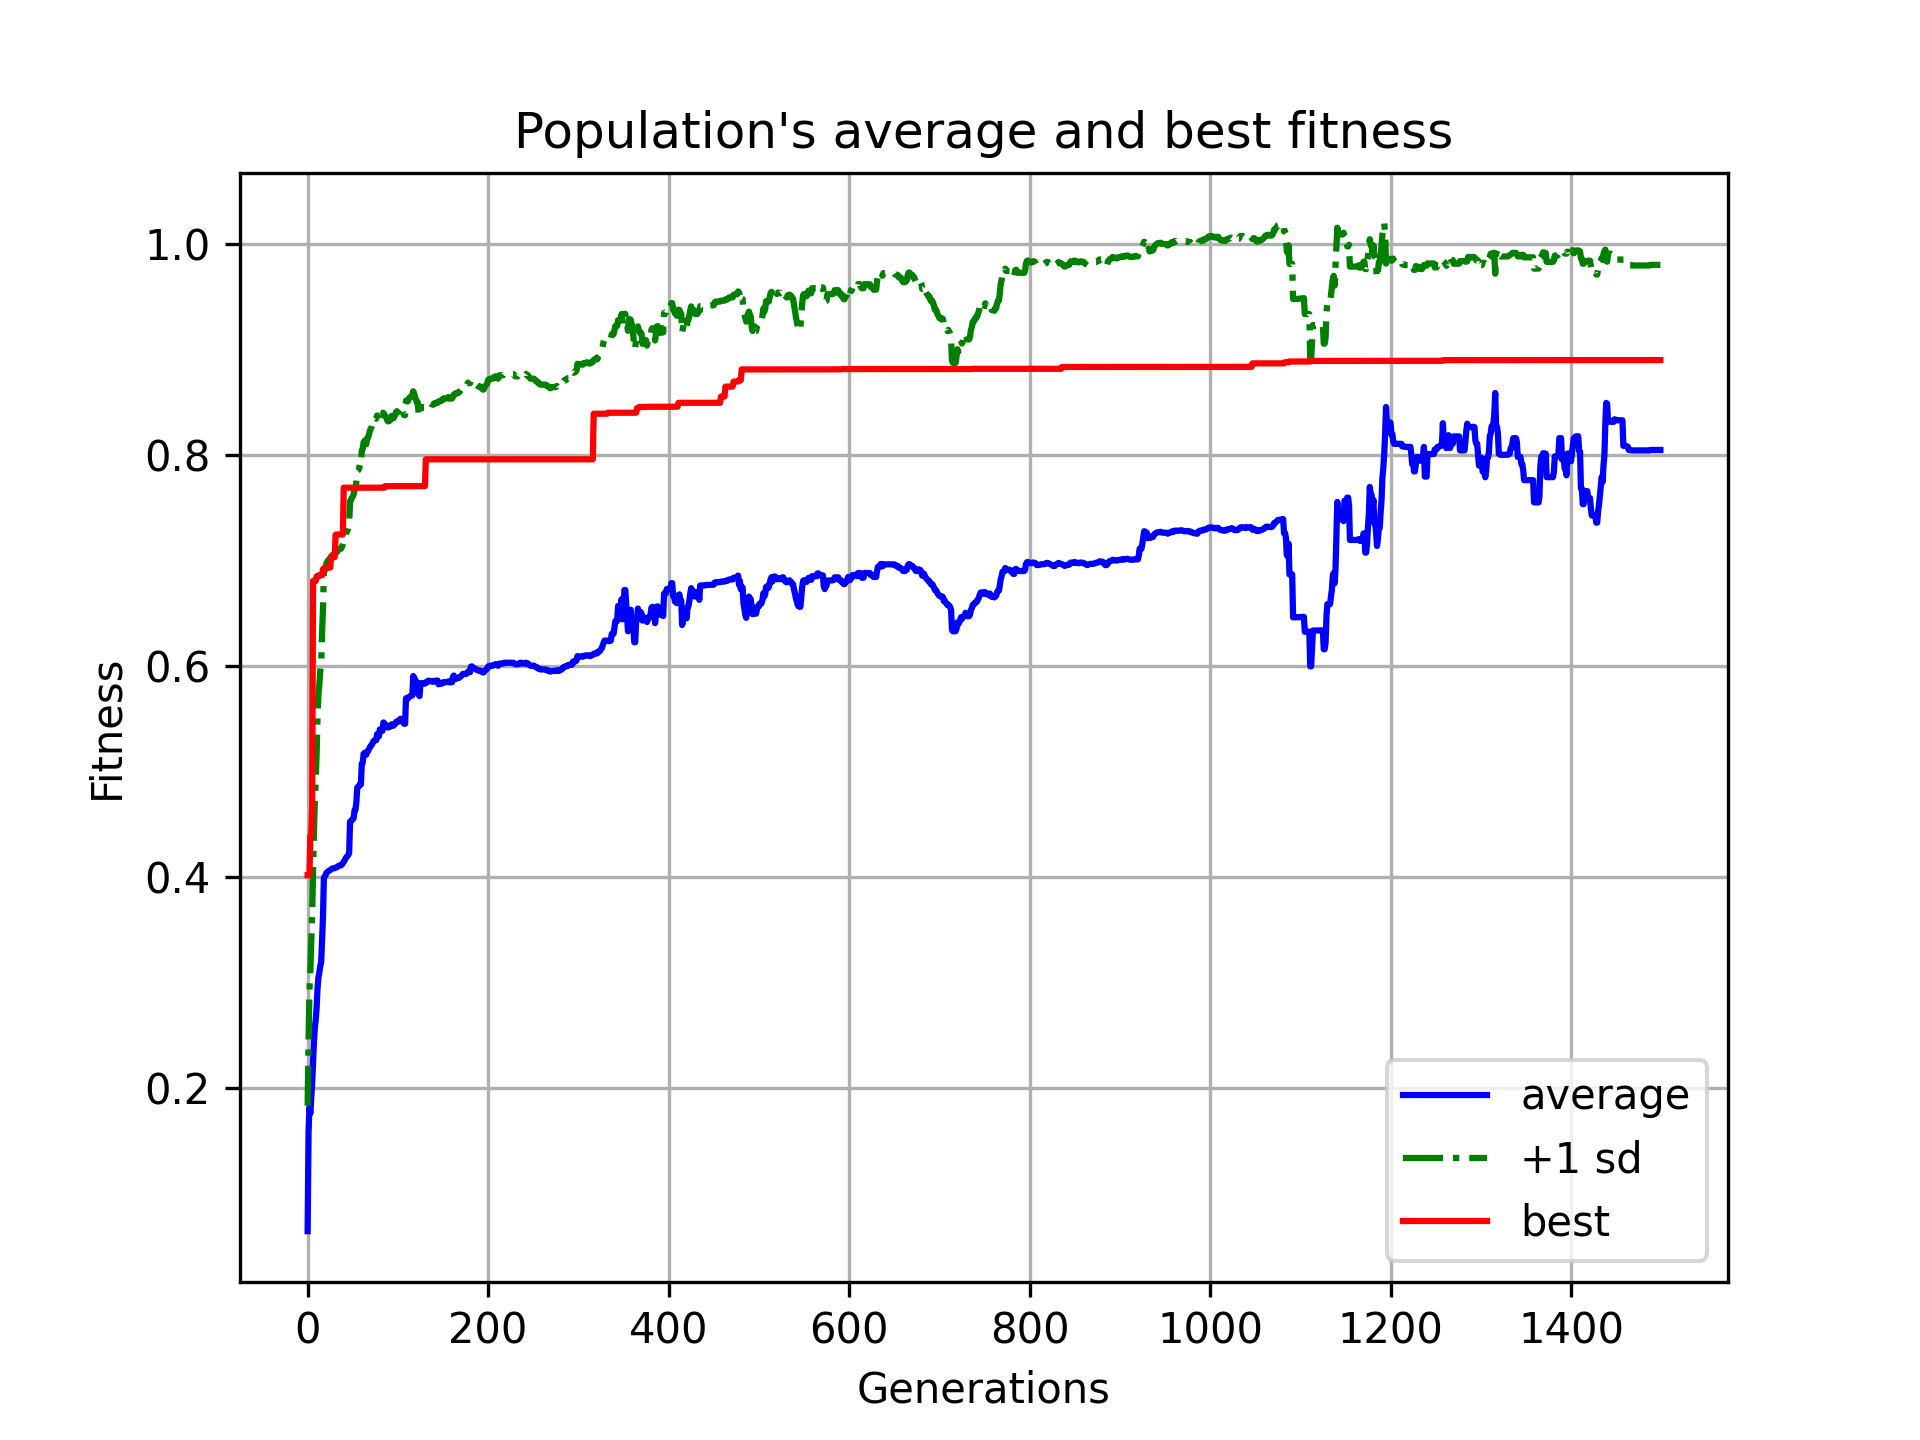 Population's average and best fitness
Fitness
1.0
0.8
0.6
0.4
0.2
0 200 400 600 800 1000 1200 1400
Generations
average
+1 sd
best